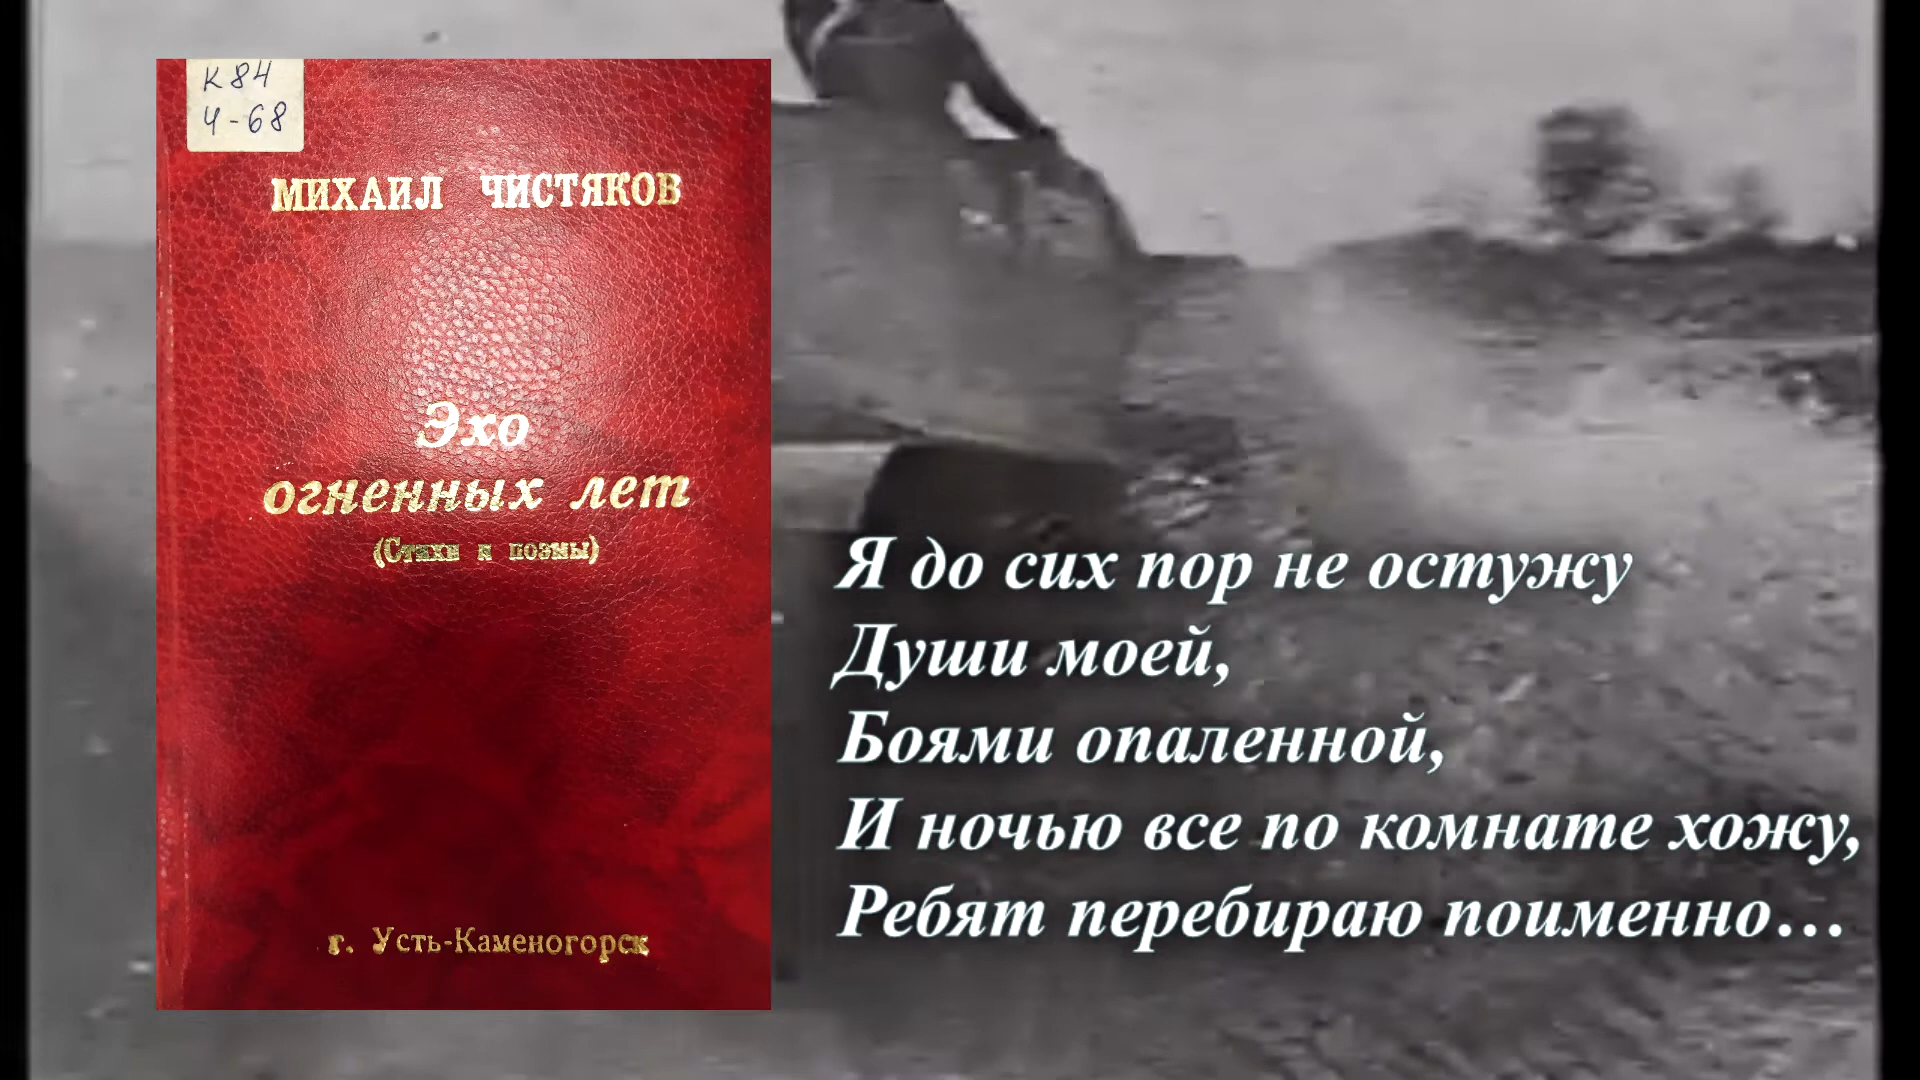 К 84
Ч-68
МИХАИЛ ЧИСТЯКОВ
Эхо
огненных лет
(Стихи и поэмы)
г. Усть-Каменогорск
Я до сих пор не остужу
Души моей,
Боями опаленной,
И ночью все по комнате хожу,
Ребят перебираю поименно...